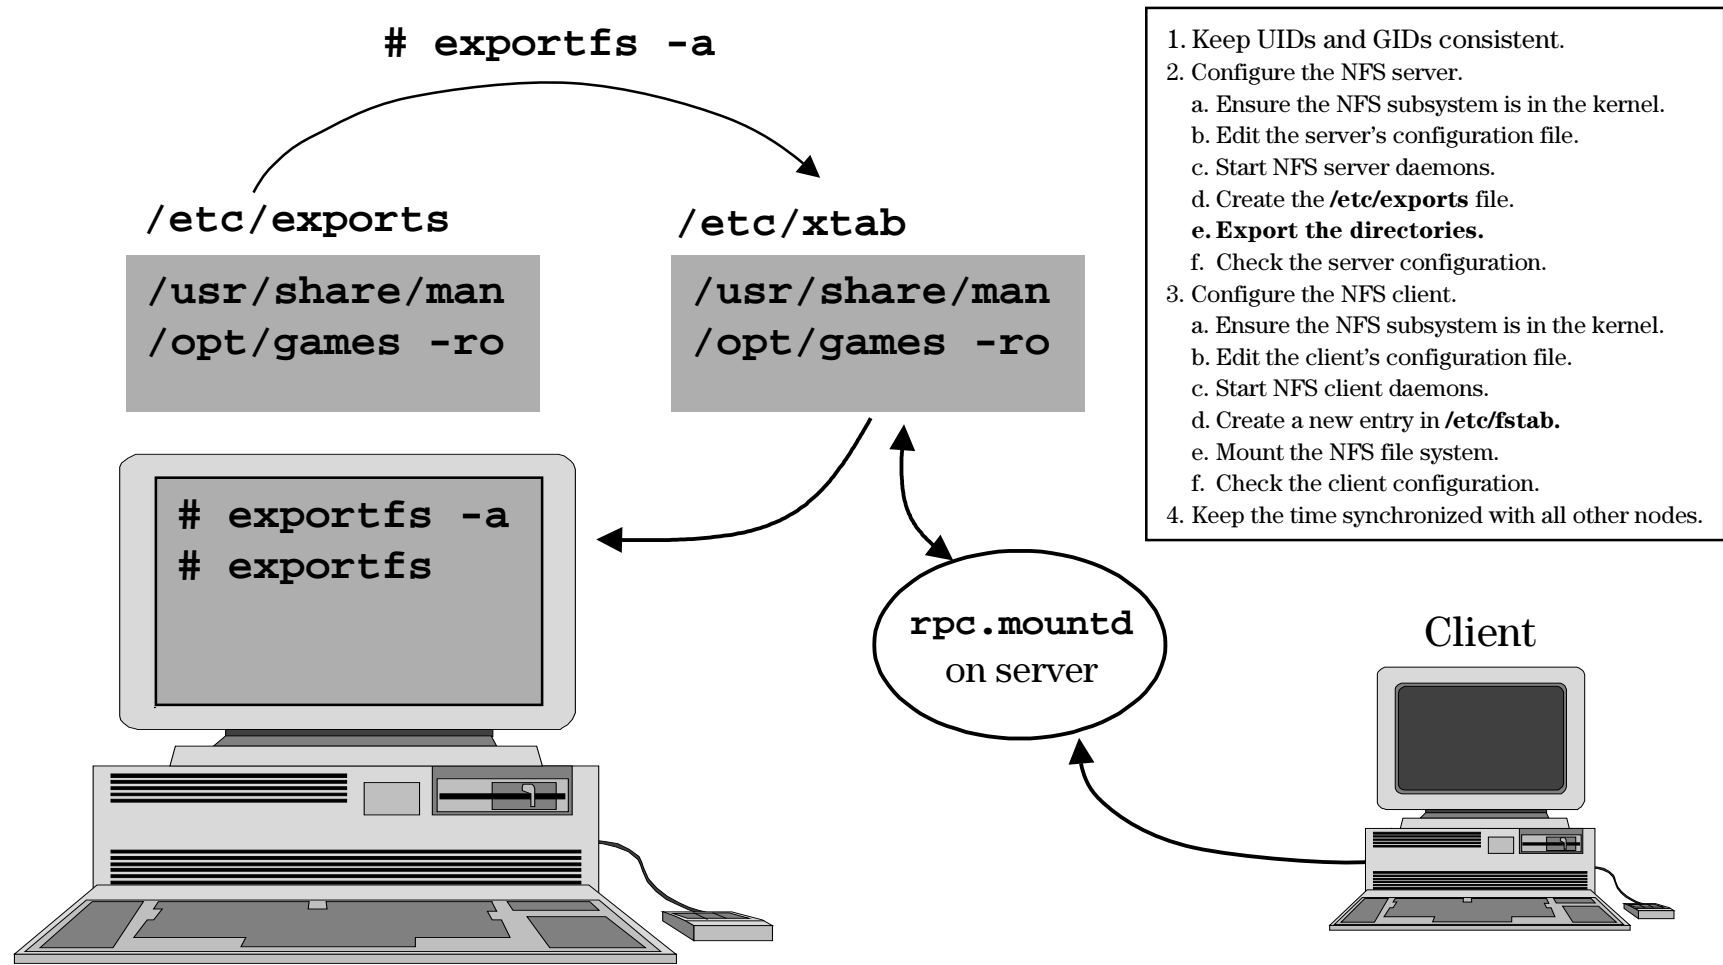 # exportfs -a
/etc/exports
/usr/share/man
/opt/games -ro
/etc/xtab
/usr/share/man
/opt/games -ro
# exportfs -a
# exportfs
rpc.mountd
on server
Client
1. Keep UIDs and GIDs consistent.
2. Configure the NFS server.
a. Ensure the NFS subsystem is in the kernel.
b. Edit the server's configuration file.
c. Start NFS server daemons.
d. Create the /etc/exports file.
e. Export the directories.
f. Check the server configuration.
3. Configure the NFS client.
a. Ensure the NFS subsystem is in the kernel.
b. Edit the client's configuration file.
c. Start NFS client daemons.
d. Create a new entry in /etc/fstab.
e. Mount the NFS file system.
f. Check the client configuration.
4. Keep the time synchronized with all other nodes.